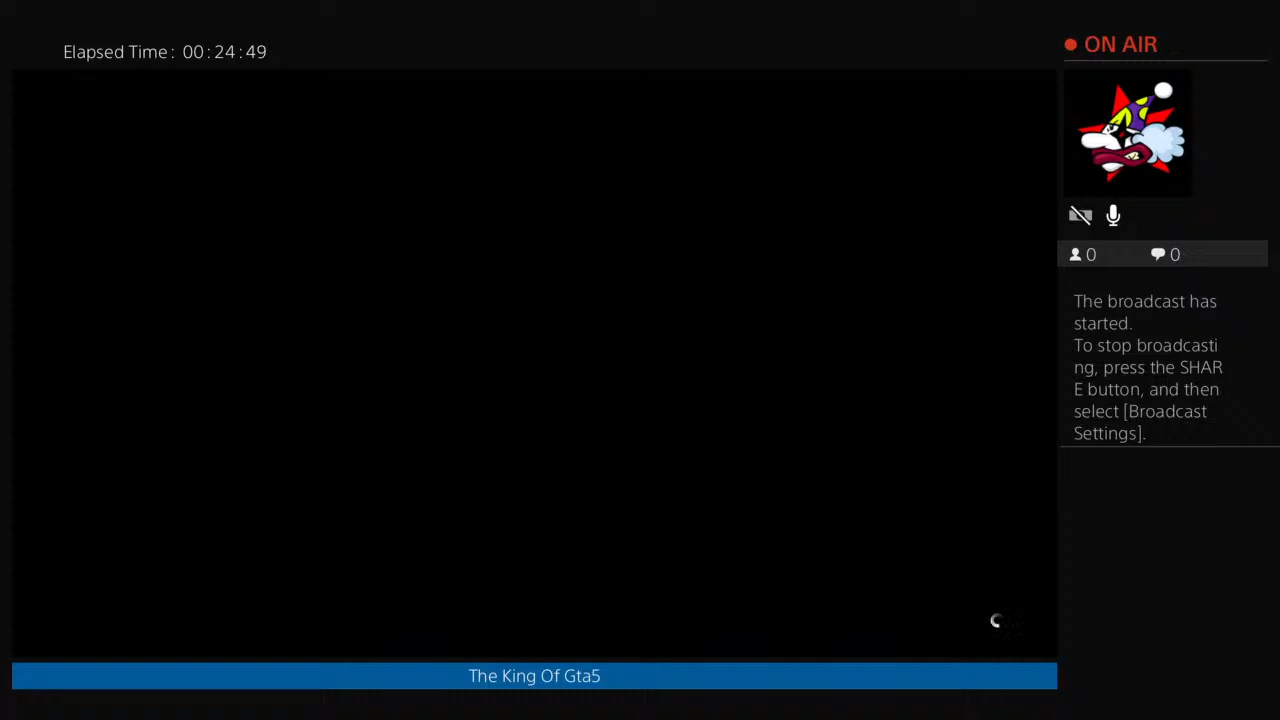 Elapsed Time: 00:24:49
ON AIR
0 0
The broadcast has
started.
To stop broadcasti
ng, press the SHAR
E button, and then
select [Broadcast
Settings].
The King Of Gta5